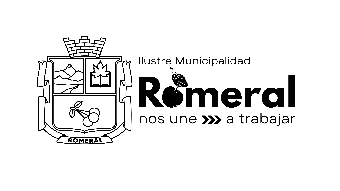 Ilustre Municipalidad
Romeral
nos une >>> a trabajar
ROMERAL